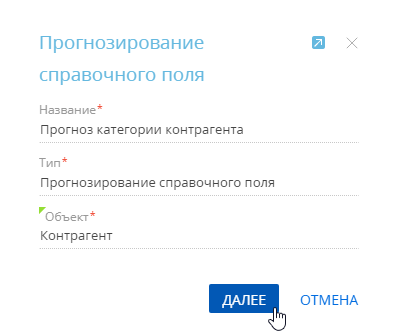 Прогнозирование
справочного поля
Название*
Прогноз категории контрагента
Тип*
Прогнозирование справочного поля
Объект*
Контрагент
ДАЛЕЕ ОТМЕНА